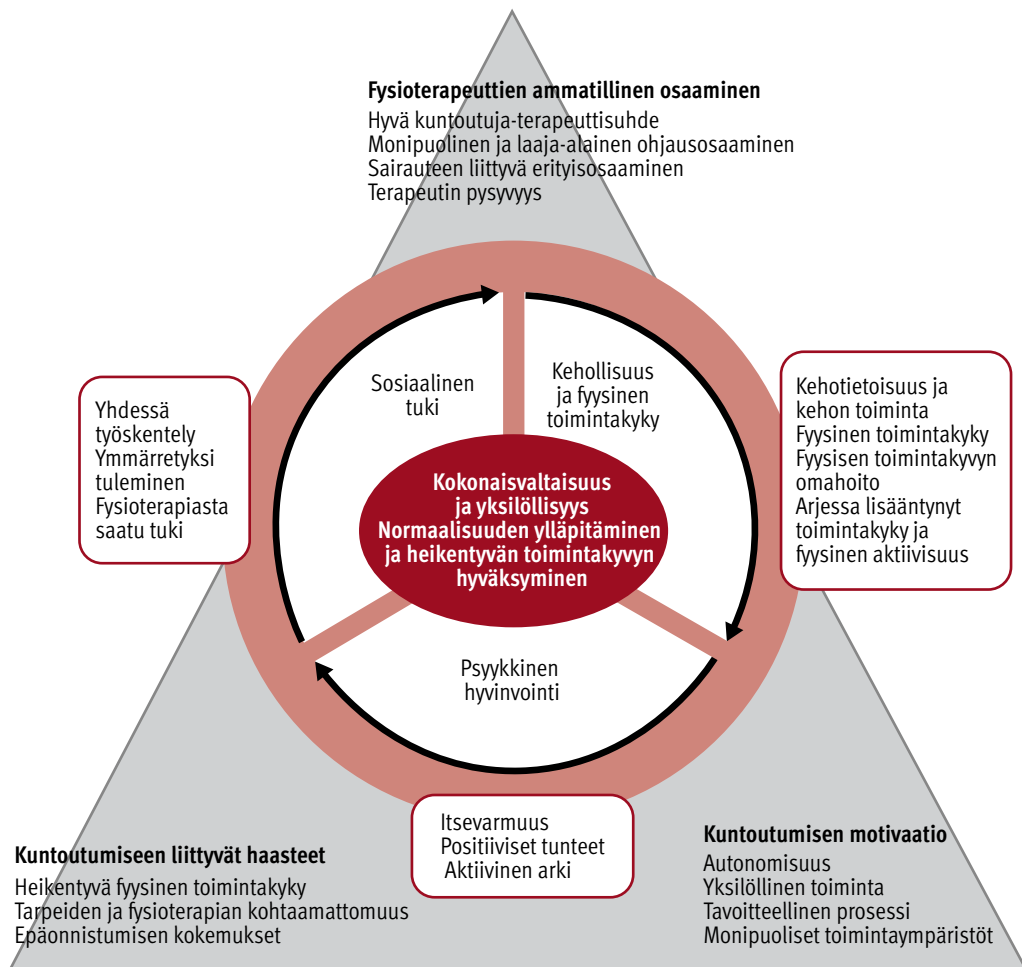 Fysioterapeuttien ammatillinen osaaminen
Hyvä kuntoutuja-terapeuttisuhde
Monipuolinen ja laaja-alainen ohjausosaaminen
Sairauteen liittyvä erityisosaaminen
Terapeutin pysyvyys
Sosiaalinen
tuki
Kehollisuus
ja fyysinen
toimintakyky
Yhdessä
työskentely
Ymmärretyksi
tuleminen
Fysioterapiasta
saatu tuki
Kehotietoisuus ja
kehon toiminta
Fyysinen toimintakyky
Fyysisen toimintakyvyn
omahoito
Arjessa lisääntynyt
toimintakyky ja
fyysinen aktiivisuus
Kokonaisvaltaisuus
ja yksilöllisyys
Normaalisuuden ylläpitäminen
ja heikentyvän toimintakyvyn
hyväksyminen
Psyykkinen
hyvinvointi
Itsevarmuus
Positiiviset tunteet
Aktiivinen arki
Kuntoutumiseen liittyvät haasteet
Heikentyvä fyysinen toimintakyky
Tarpeiden ja fysioterapian kohtaamattomuus
Epäonnistumisen kokemukset
Kuntoutumisen motivaatio
Autonomisuus
Yksilöllinen toiminta
Tavoitteellinen prosessi
Monipuoliset toimintaympäristöt